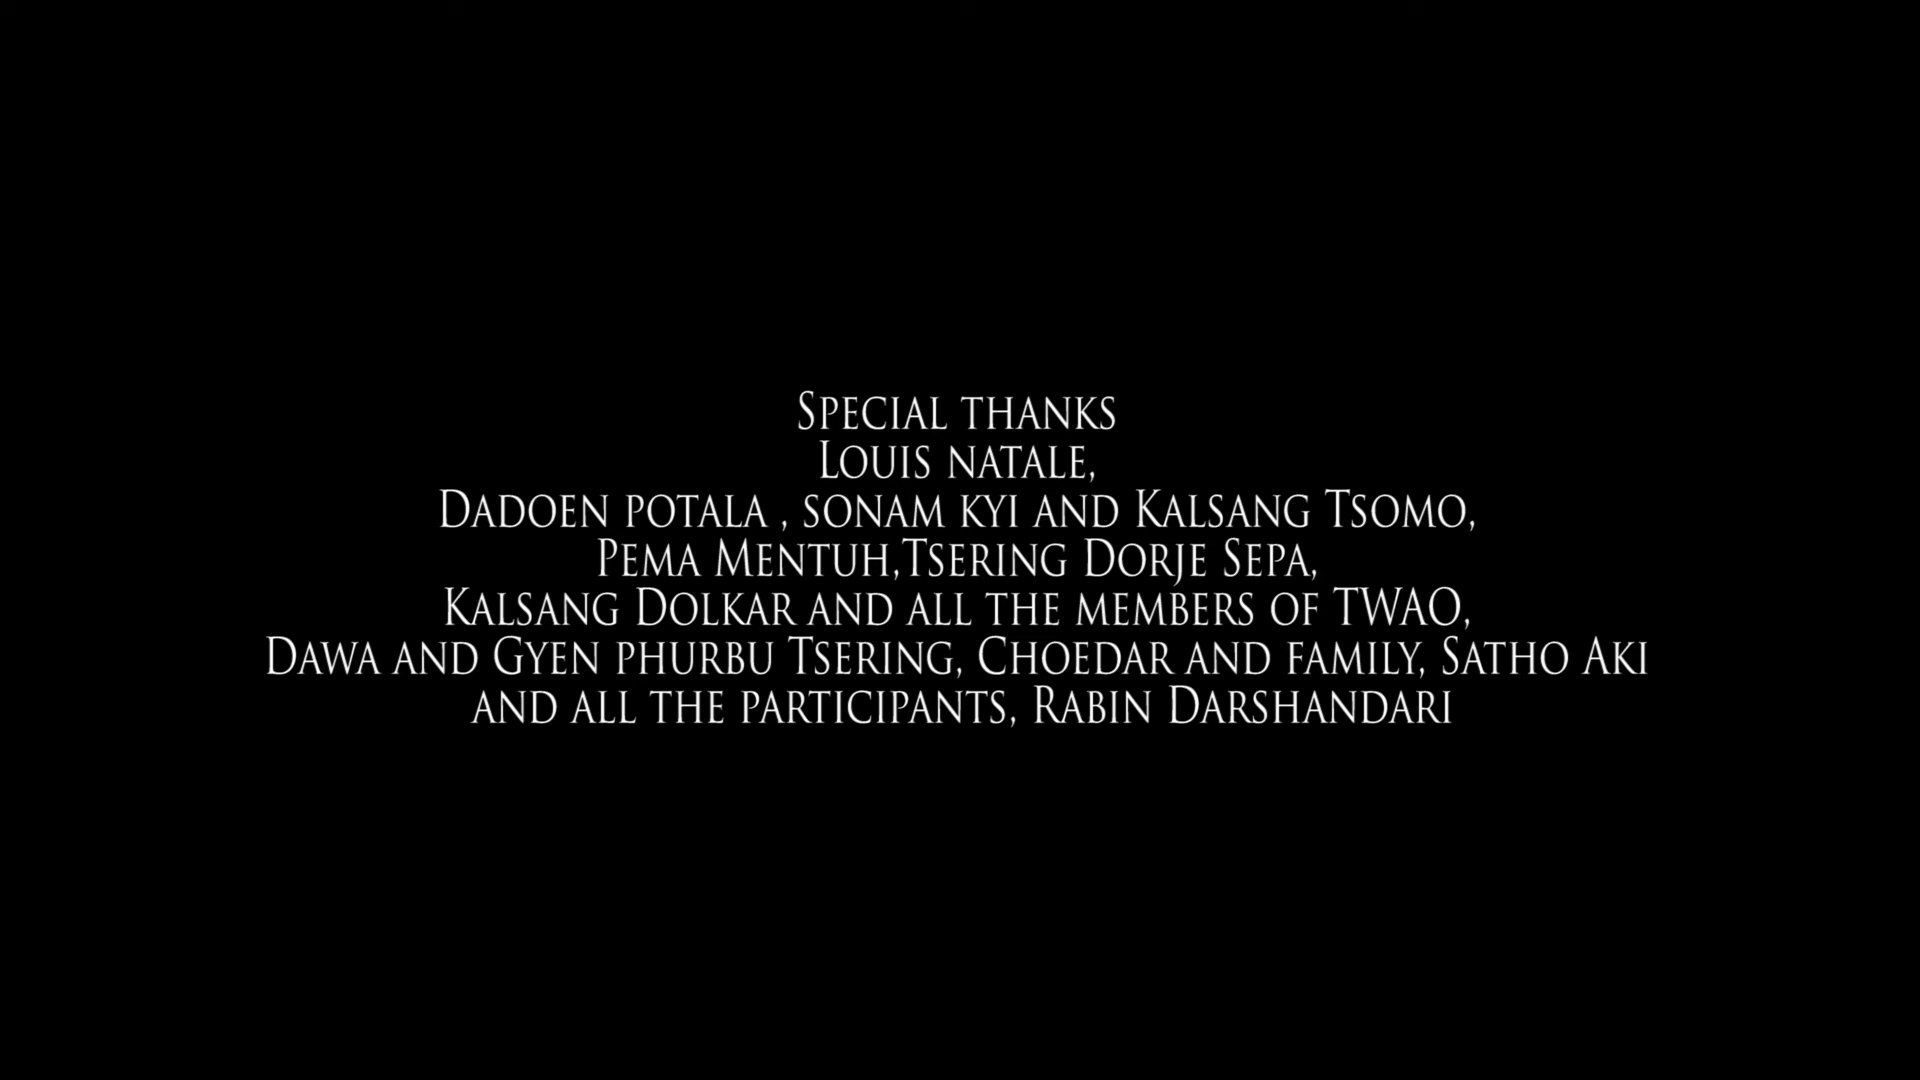 Special thanks
Louis natale,
Dadoen potala , sonam kyi and Kalsang Tsomo,
Pema Mentuh,Tsering Dorje Sepa,
Kalsang Dolkar and all the members of TWAO,
Dawa and Gyen phurbu Tsering, Choedar and family, Satho Aki
and all the participants, Rabin Darshandari